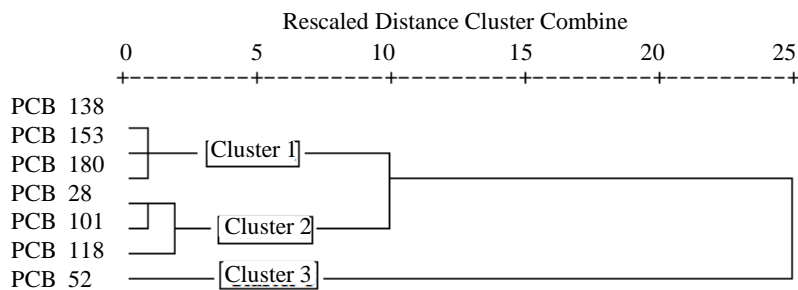 Rescaled Distance Cluster Combine
0 5 10 15 20 25
PCB 138
PCB 153
PCB 180
PCB 28
PCB 101
PCB 118
PCB 52
Cluster 1
Cluster 2
Cluster 3